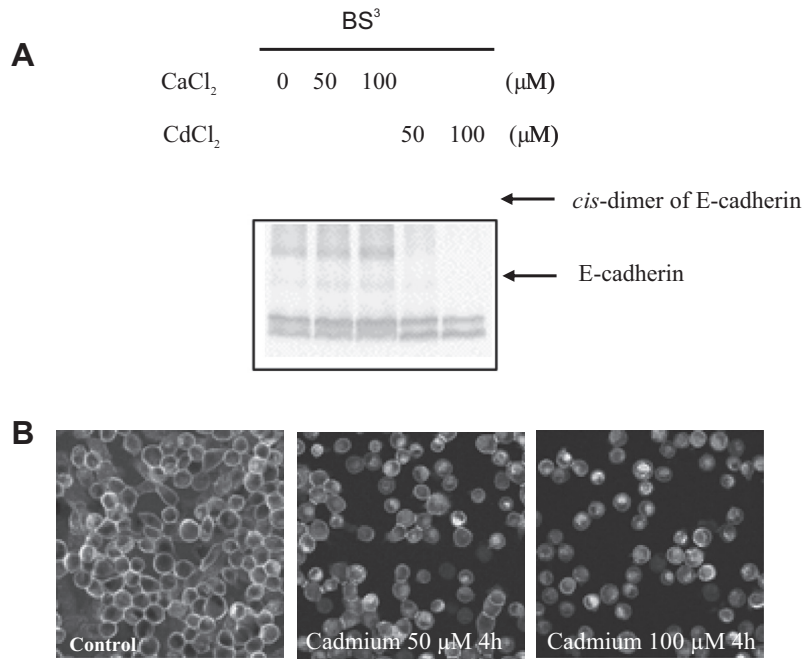 BS³
A
CaCl₂ 0 50 100 (μM)
CdCl₂ 50 100 (μM)
cis-dimer of E-cadherin
E-cadherin
B
Control
Cadmium 50 μM 4h
Cadmium 100 μM 4h